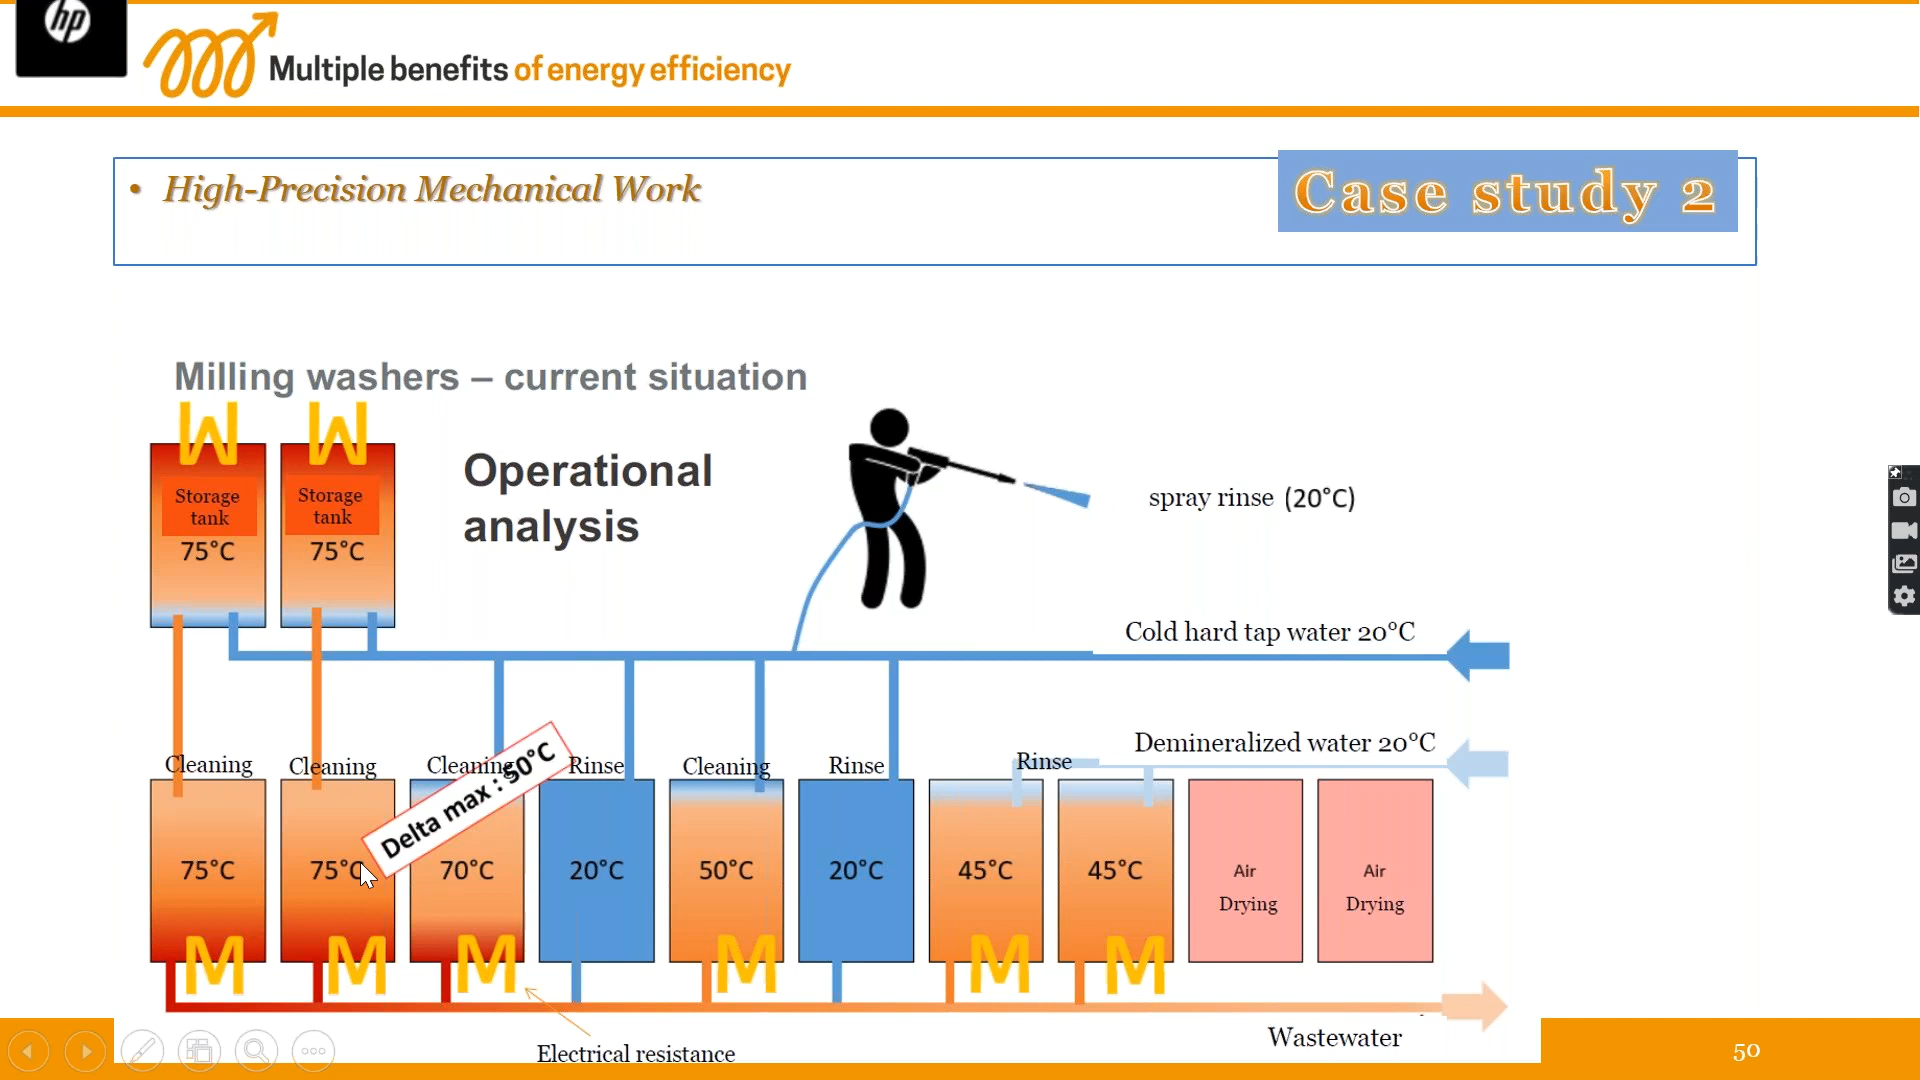 hp
Multiple benefits of energy efficiency
• High-Precision Mechanical Work
Case study 2
Milling washers – current situation
M M
Storage tank
75°C
Storage tank
75°C
Operational
analysis
spray rinse (20°C)
Cold hard tap water 20°C
Demineralized water 20°C
Cleaning Cleaning Cleaning Rinse Cleaning Rinse Rinse
Delta max : 50°C
75°C 75°C 70°C 20°C 50°C 20°C 45°C 45°C Air Air
Drying Drying
M M M M M M
Wastewater
Electrical resistance
50